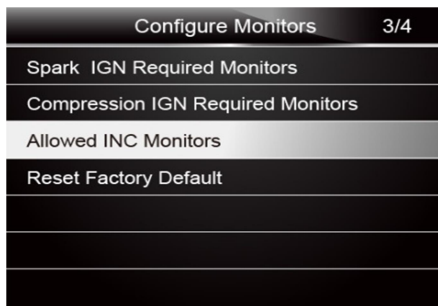 Configure Monitors 3/4
Spark IGN Required Monitors
Compression IGN Required Monitors
Allowed INC Monitors
Reset Factory Default